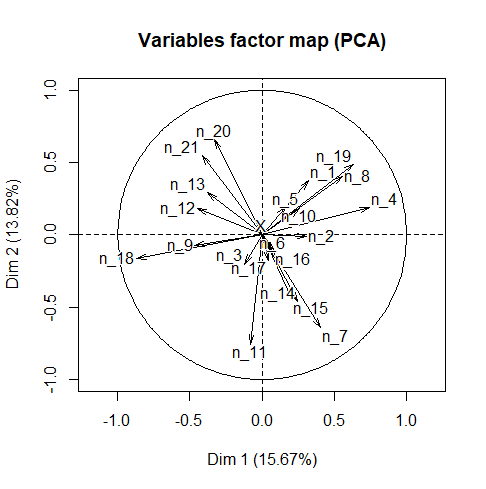 Variables factor map (PCA)
1.0
n_20
n_21
n_19
0.5
n_1
n_8
n_13
n_5
n_4
n_12
n_10
X
0.0
n_2
n_9
n_6
n_18
n_3
n_16
n_17
n_14
-0.5
n_15
n_7
n_11
-1.0
Dim 2 (13.82%)
-1.0 -0.5 0.0 0.5 1.0
Dim 1 (15.67%)